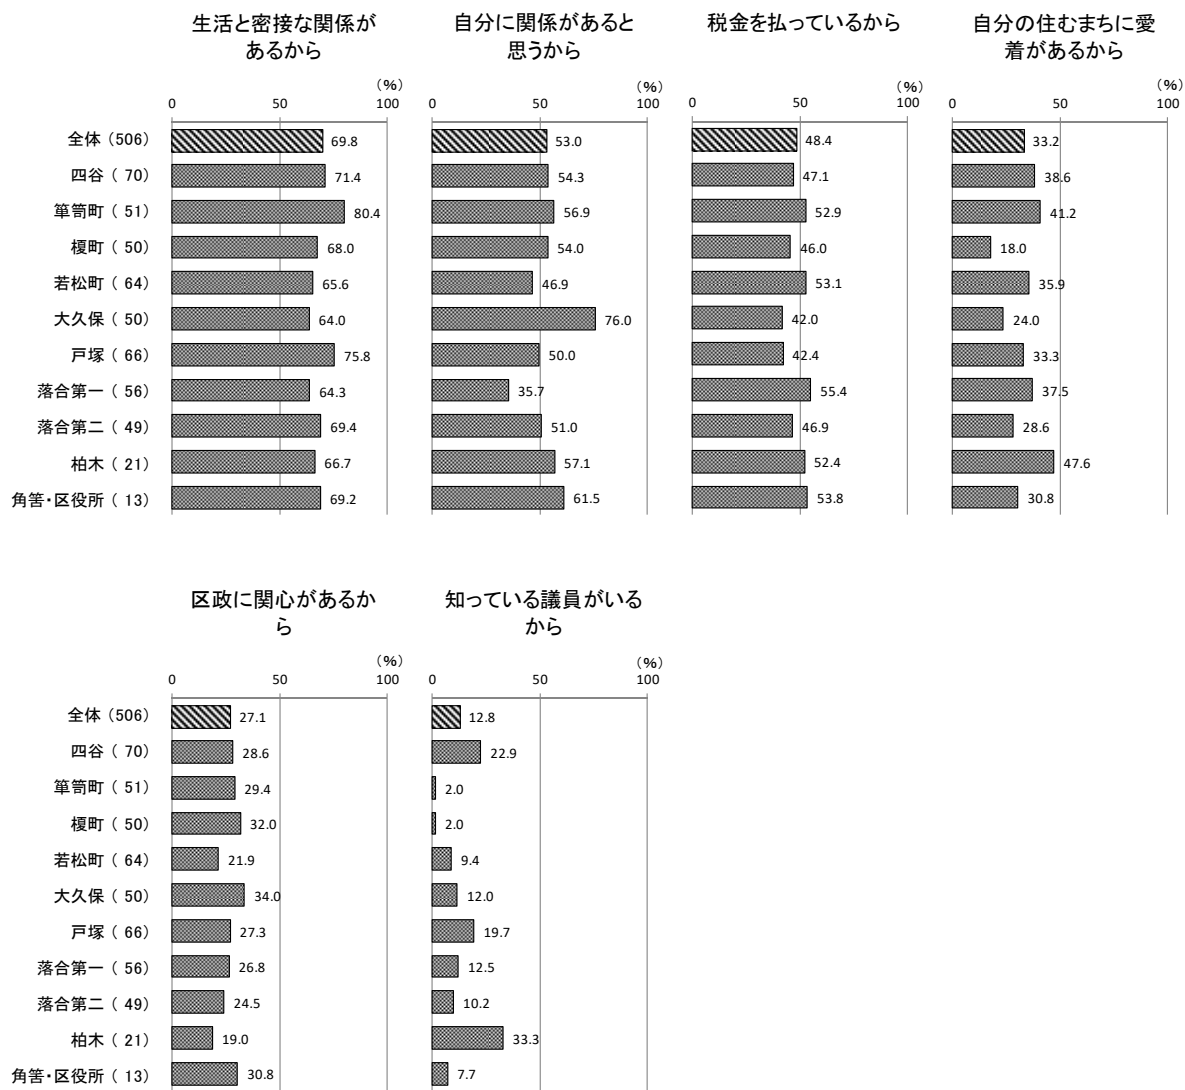 生活と密接な関係が
あるから
自分に関係があると
思うから
税金を払っているから
自分の住むまちに愛
着があるから
(%) (%) (%) (%)
0 50 100 0 50 100 0 50 100 0 50 100
全体 (506) 69.8 53.0 48.4 33.2
四谷 ( 70) 71.4 54.3 47.1 38.6
箪笥町 ( 51) 80.4 56.9 52.9 41.2
榎町 ( 50) 68.0 54.0 46.0 18.0
若松町 ( 64) 65.6 46.9 53.1 35.9
大久保 ( 50) 64.0 76.0 42.0 24.0
戸塚 ( 66) 75.8 50.0 42.4 33.3
落合第一 ( 56) 64.3 35.7 55.4 37.5
落合第二 ( 49) 69.4 51.0 46.9 28.6
柏木 ( 21) 66.7 57.1 52.4 47.6
角筈・区役所 ( 13) 69.2 61.5 53.8 30.8
区政に関心があるか
ら
知っている議員がいる
から
(%) (%)
0 50 100 0 50 100
全体 (506) 27.1 12.8
四谷 ( 70) 28.6 22.9
箪笥町 ( 51) 29.4 2.0
榎町 ( 50) 32.0 2.0
若松町 ( 64) 21.9 9.4
大久保 ( 50) 34.0 12.0
戸塚 ( 66) 27.3 19.7
落合第一 ( 56) 26.8 12.5
落合第二 ( 49) 24.5 10.2
柏木 ( 21) 19.0 33.3
角筈・区役所 ( 13) 30.8 7.7